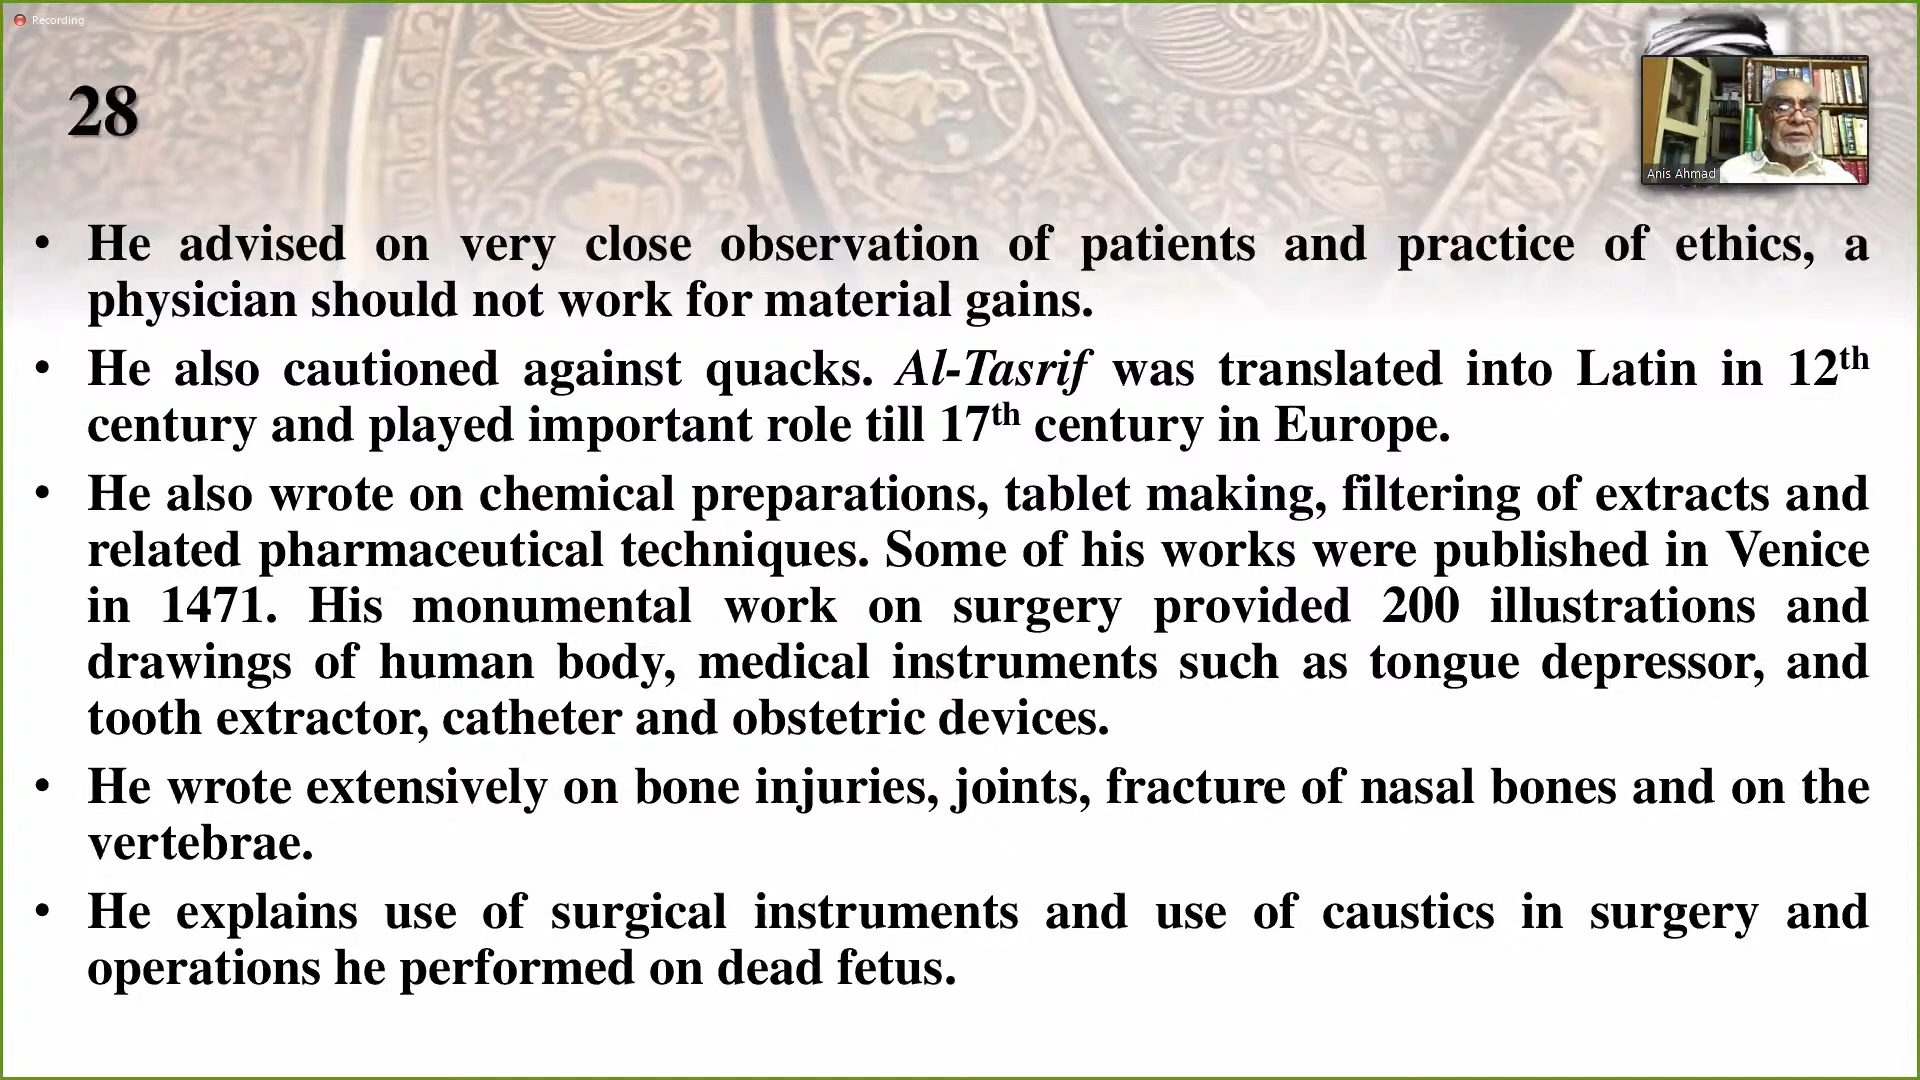 Recording
28
Anis Ahmad
• He advised on very close observation of patients and practice of ethics, a
physician should not work for material gains.
• He also cautioned against quacks. Al-Tasrif was translated into Latin in 12th
century and played important role till 17th century in Europe.
• He also wrote on chemical preparations, tablet making, filtering of extracts and
related pharmaceutical techniques. Some of his works were published in Venice
in 1471. His monumental work on surgery provided 200 illustrations and
drawings of human body, medical instruments such as tongue depressor, and
tooth extractor, catheter and obstetric devices.
• He wrote extensively on bone injuries, joints, fracture of nasal bones and on the
vertebrae.
• He explains use of surgical instruments and use of caustics in surgery and
operations he performed on dead fetus.